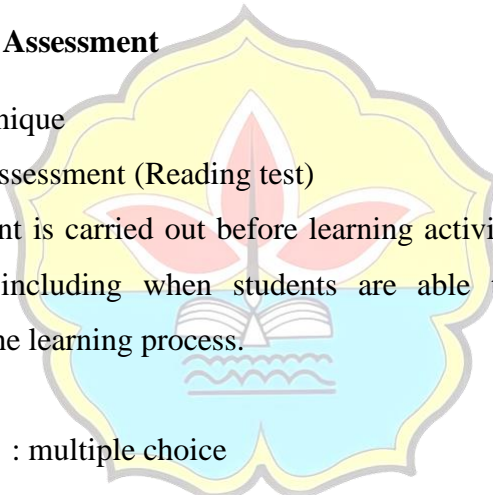 Assessment
nique
ssessment (Reading test)
nt is carried out before learning activi
including when students are able
ne learning process.
: multiple choice